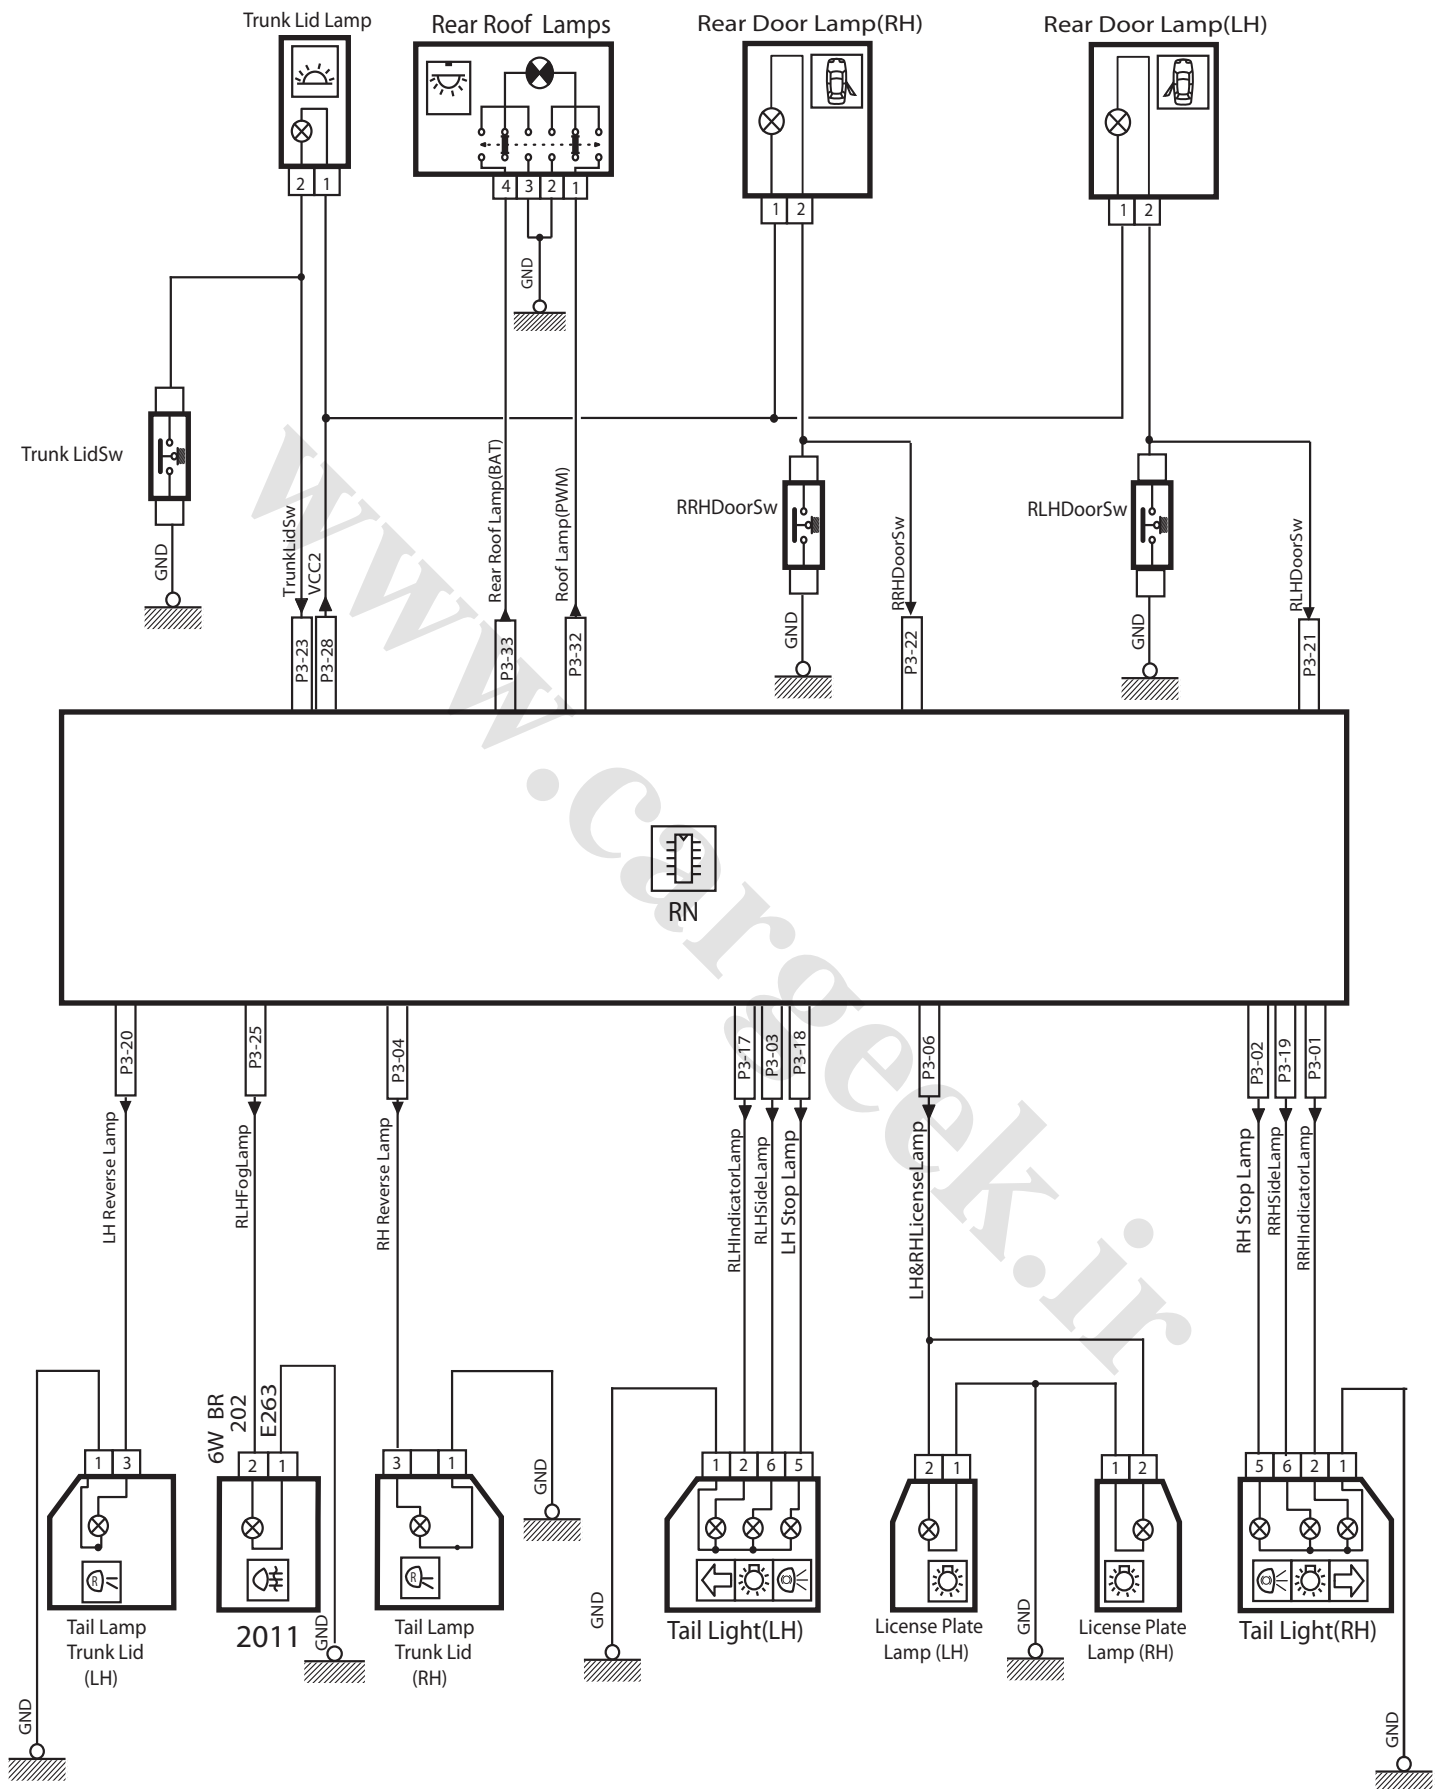 Trunk Lid Lamp
Rear Roof Lamps
Rear Door Lamp(RH)
Rear Door Lamp(LH)
2 1
4 3 2 1
1 2
1 2
GND
Trunk LidSw
GND
TrunkLidSw
VCC2
Rear Roof Lamp(BAT)
Roof Lamp(PWM)
RRHDoorSw
GND
RRHDoorSw
RLHDoorSw
GND
RLHDoorSw
P3-23
P3-28
P3-33
P3-32
P3-22
P3-21
RN
P3-20
P3-25
P3-04
P3-17
P3-03
P3-18
P3-06
P3-02
P3-19
P3-01
LH Reverse Lamp
RLHFogLamp
RH Reverse Lamp
RLHIndicatorLamp
RLHSideLamp
LH Stop Lamp
LH&RHLicenseLamp
RH Stop Lamp
RRHSideLamp
RRHIndicatorLamp
6W BR
202
E263
1 3
2 1
3 1
1 2 6 5
2 1
1 2
5 6 2 1
R
R
Tail Lamp
Trunk Lid
(LH)
2011
Tail Lamp
Trunk Lid
(RH)
Tail Light(LH)
License Plate
Lamp (LH)
License Plate
Lamp (RH)
Tail Light(RH)
GND
GND
GND
GND
GND
GND
www.cargeek.ir